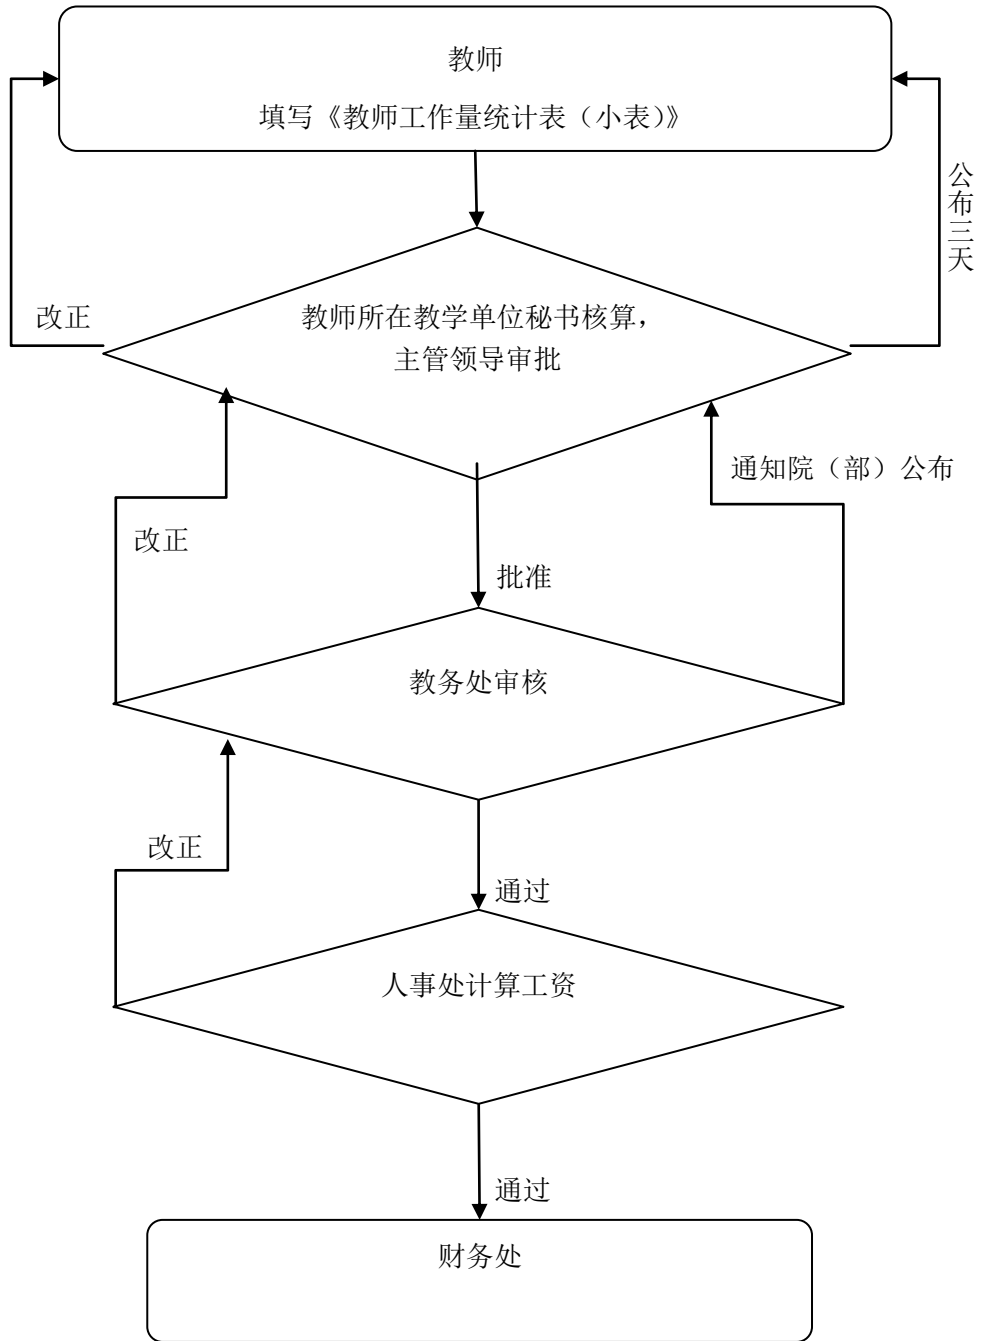 教师
填写《教师工作量统计表（小表）》
公布三天
改正
教师所在教学单位秘书核算，
主管领导审批
通知院（部）公布
改正
批准
教务处审核
改正
通过
人事处计算工资
通过
财务处